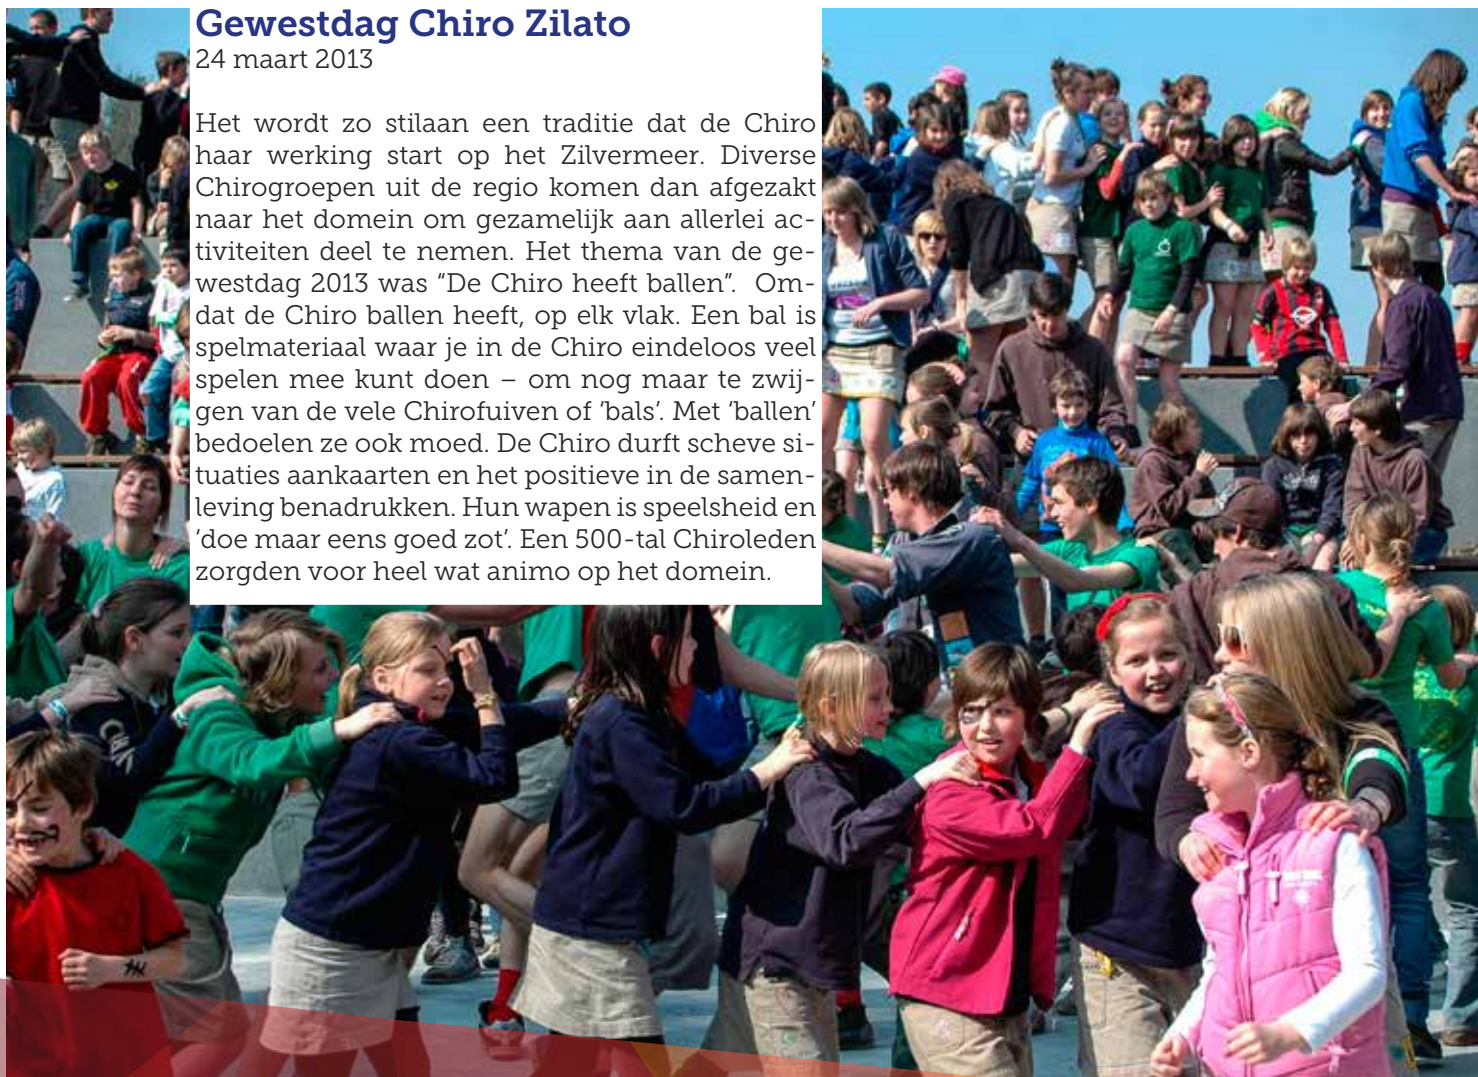 Gewestdag Chiro Zilato
24 maart 2013
Het wordt zo stilaan een traditie dat de Chiro
haar werking start op het Zilvermeer. Diverse
Chirogroepen uit de regio komen dan afgezakt
naar het domein om gezamelijk aan allerlei ac-
tiviteiten deel te nemen. Het thema van de ge-
westdag 2013 was “De Chiro heeft ballen”. Om-
dat de Chiro ballen heeft, op elk vlak. Een bal is
spelmateriaal waar je in de Chiro eindeloos veel
spelen mee kunt doen – om nog maar te zwij-
gen van de vele Chirofuiven of ’bals’. Met ‘ballen’
bedoelen ze ook moed. De Chiro durft scheve si-
tuaties aankaarten en het positieve in de samen-
leving benadrukken. Hun wapen is speelsheid en
‘doe maar eens goed zot’. Een 500-tal Chiroleden
zorgden voor heel wat animo op het domein.